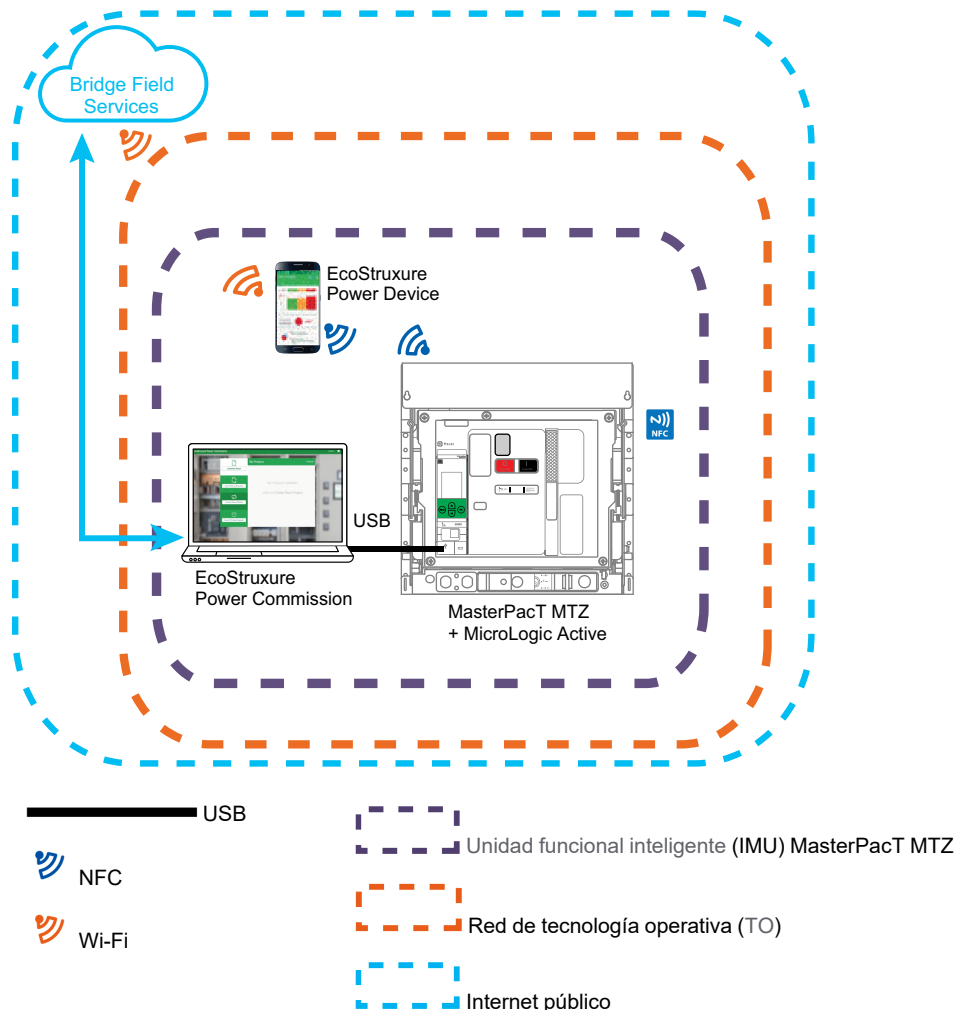 Bridge Field
Services
EcoStruxure
Power Device
NFC
USB
EcoStruxure
Power Commission
MasterPacT MTZ
+ MicroLogic Active
USB
NFC
Wi-Fi
Unidad funcional inteligente (IMU) MasterPacT MTZ
Red de tecnología operativa (TO)
Internet público